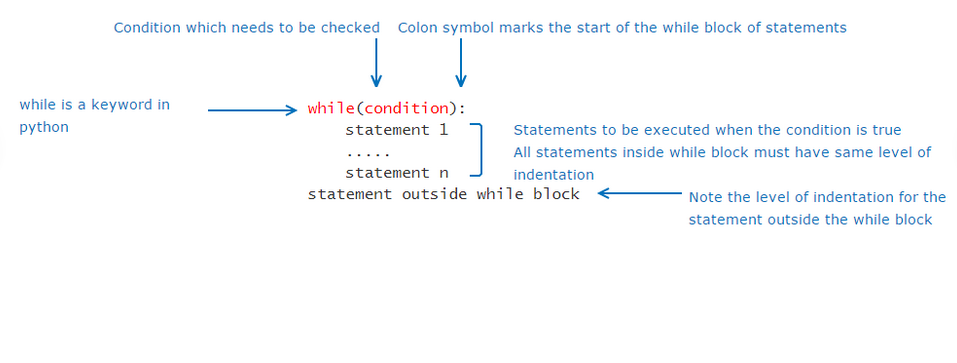 Condition which needs to be checked
Colon symbol marks the start of the while block of statements
while is a keyword in
python
while(condition):
statement 1
.....
statement n
statement outside while block
Statements to be executed when the condition is true
All statements inside while block must have same level of
indentation
Note the level of indentation for the
statement outside the while block